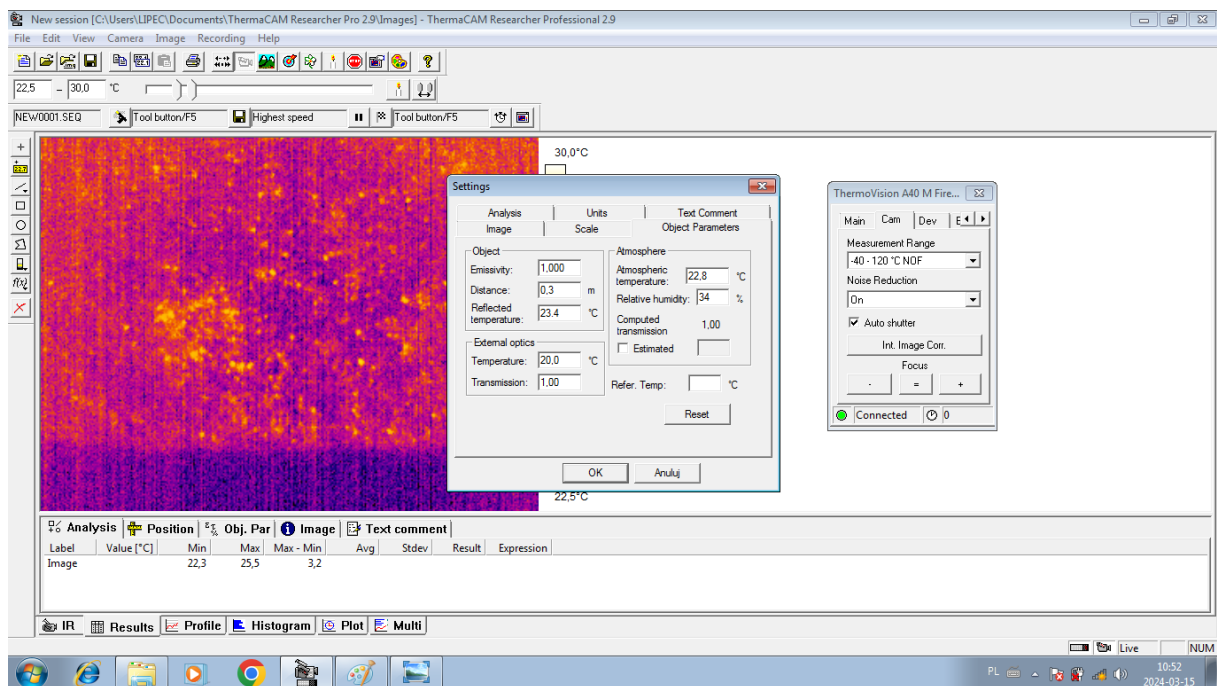 New session [C:\Users\LIPEC\Documents\ThermaCAM Researcher Pro 2.9\Images] - ThermaCAM Researcher Professional 2.9
File Edit View Camera Image Recording Help
22,5 - 30,0 °C
NEW0001.SEQ Tool button/F5 Highest speed Tool button/F5
30,0°C
22,5°C
Settings
Analysis Units Text Comment
Image Scale Object Parameters
Object
Emissivity: 1,000
Distance: 0,3 m
Reflected temperature: 23.4 °C
External optics
Temperature: 20,0 °C
Transmission: 1,00
Atmosphere
Atmospheric temperature: 22,8 °C
Relative humidity: 34 %
Computed transmission 1,00
Estimated
Refer. Temp: °C
Reset
OK Anuluj
ThermoVision A40 M Fire...
Main Cam Dev E
Measurement Range
-40 - 120 °C NOF
Noise Reduction
On
Auto shutter
Int. Image Corr.
Focus
- = +
Connected 0
Analysis Position Obj. Par Image Text comment
Label Value [°C] Min Max Max - Min Avg Stdev Result Expression
Image 22,3 25,5 3,2
IR Results Profile Histogram Plot Multi
Live NUM
PL 10:52
2024-03-15